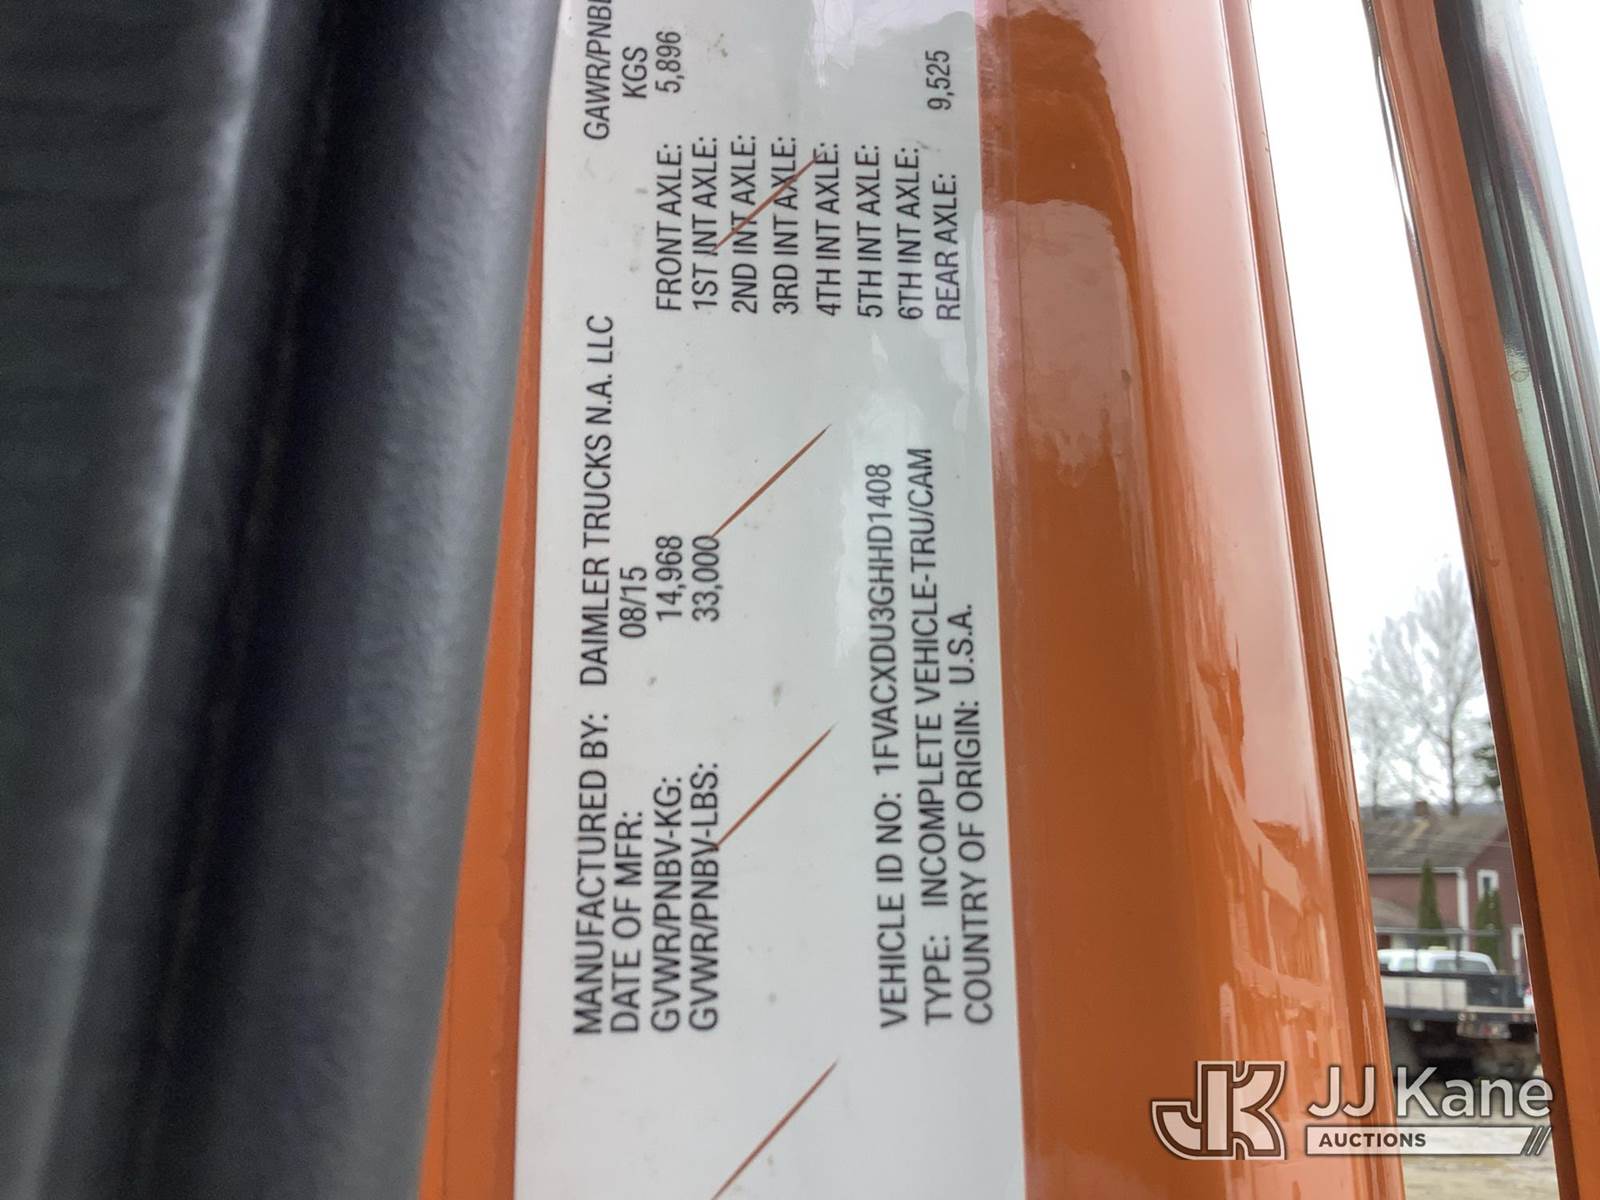 MANUFACTURED BY: DAIMLER TRUCKS N.A. LLC
DATE OF MFR: 08/15
GVWR/PNBV-KG: 14,968
GVWR/PNBV-LBS: 33,000
VEHICLE ID NO: 1FVACXDU3GHHD1408
TYPE: INCOMPLETE VEHICLE-TRU/CAM
COUNTRY OF ORIGIN: U.S.A.
KGS
FRONT AXLE: 5,896
1ST INT AXLE:
2ND INT AXLE:
3RD INT AXLE:
4TH INT AXLE:
5TH INT AXLE:
6TH INT AXLE:
REAR AXLE: 9,525
JK JJ Kane
AUCTIONS